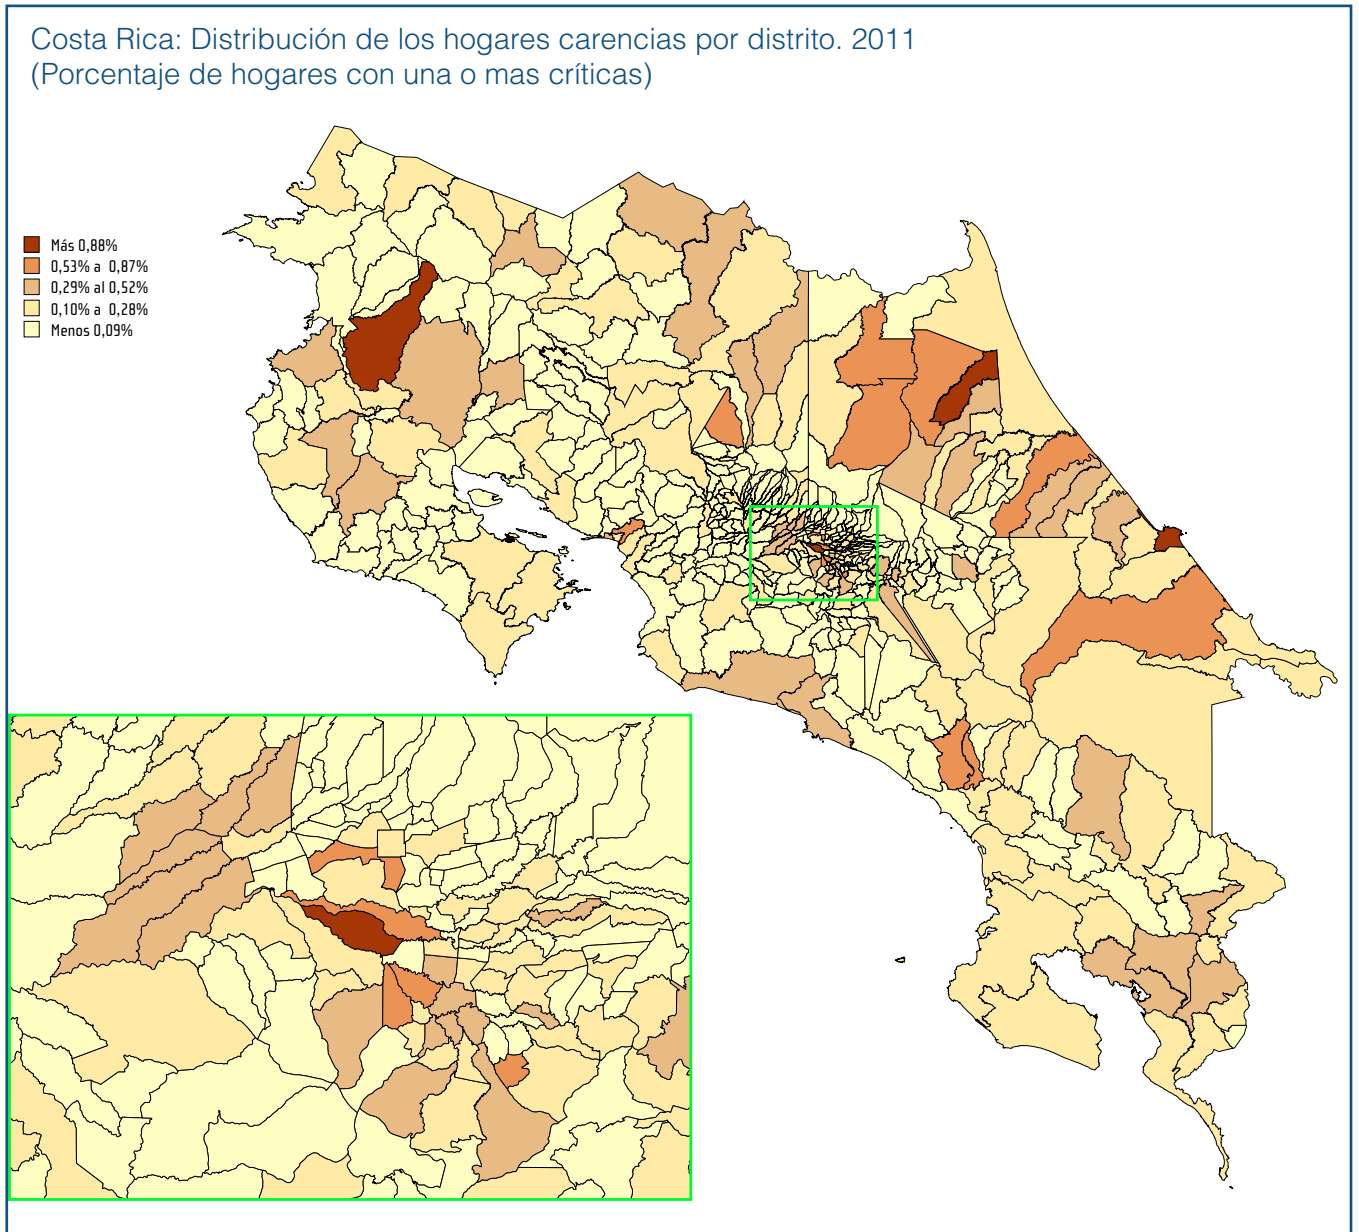 Costa Rica: Distribución de los hogares carencias por distrito. 2011
(Porcentaje de hogares con una o mas críticas)
Más 0,88%
0,53% a 0,87%
0,29% al 0,52%
0,10% a 0,28%
Menos 0,09%